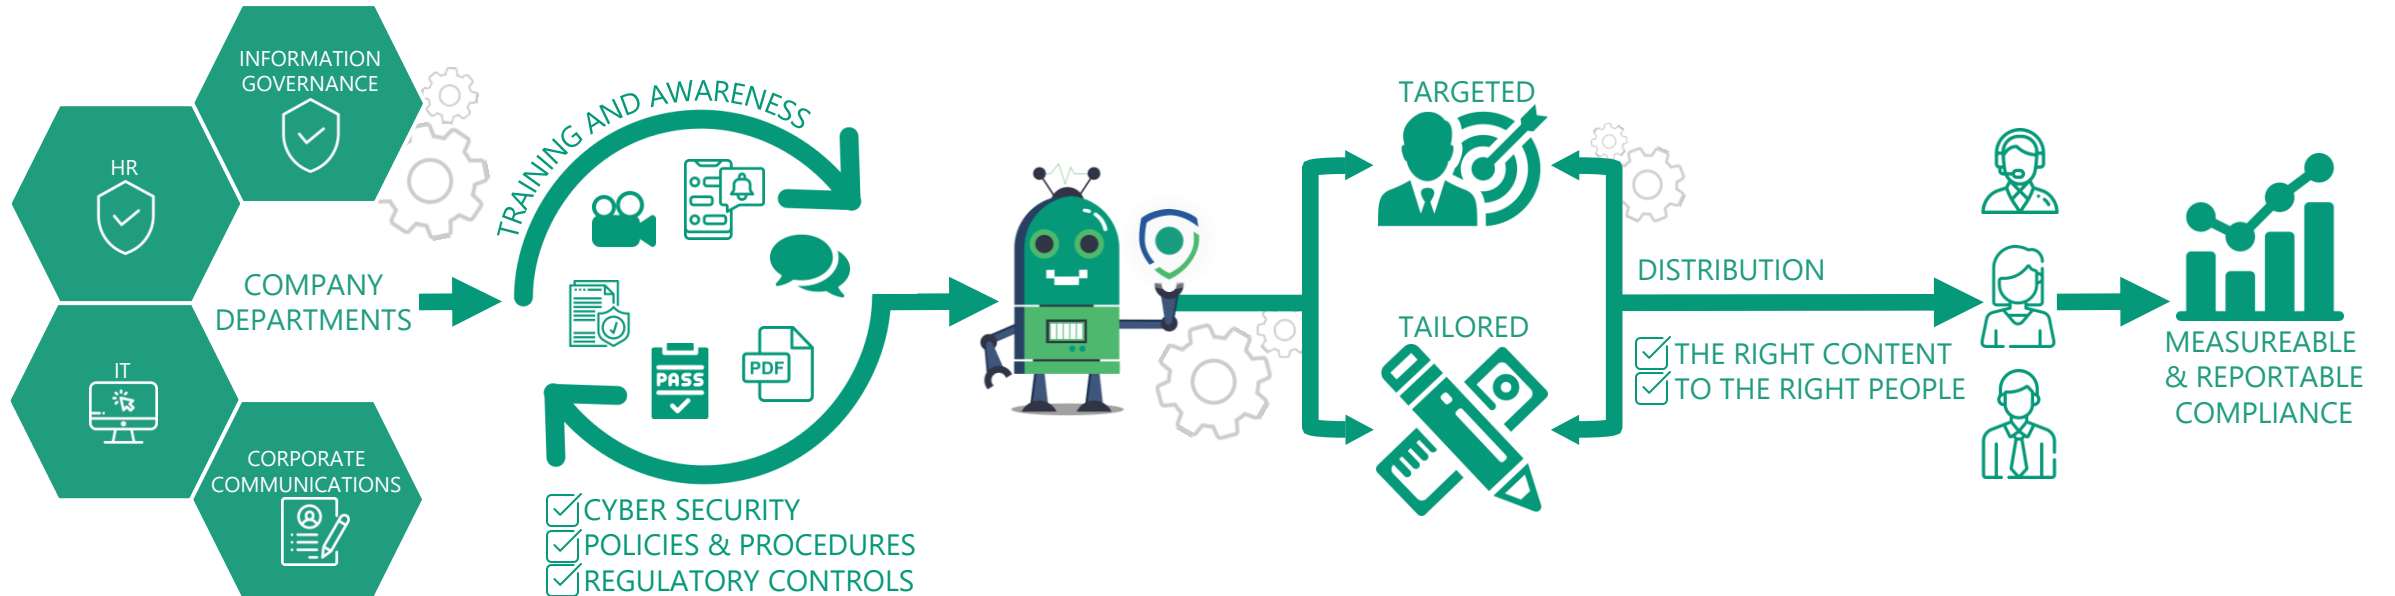 INFORMATION
GOVERNANCE
HR
COMPANY
DEPARTMENTS
IT
CORPORATE
COMMUNICATIONS
TRAINING AND AWARENESS
PASS
PDF
CYBER SECURITY
POLICIES & PROCEDURES
REGULATORY CONTROLS
TARGETED
TAILORED
DISTRIBUTION
THE RIGHT CONTENT
TO THE RIGHT PEOPLE
MEASUREABLE
& REPORTABLE
COMPLIANCE